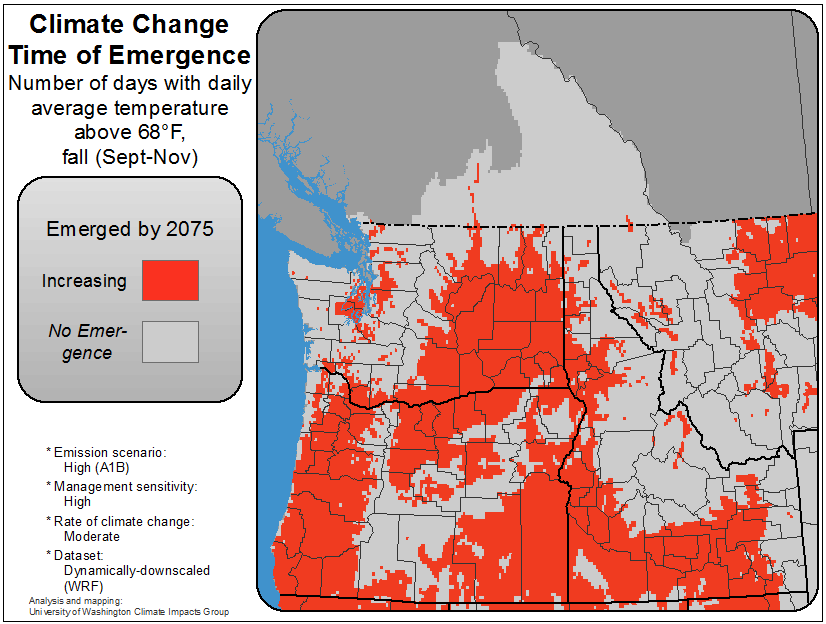 Climate Change
Time of Emergence
Number of days with daily
average temperature
above 68°F,
fall (Sept-Nov)
Emerged by 2075
Increasing
No Emer-
gence
* Emission scenario:
High (A1B)
* Management sensitivity:
High
* Rate of climate change:
Moderate
* Dataset:
Dynamically-downscaled
(WRF)
Analysis and mapping:
University of Washington Climate Impacts Group